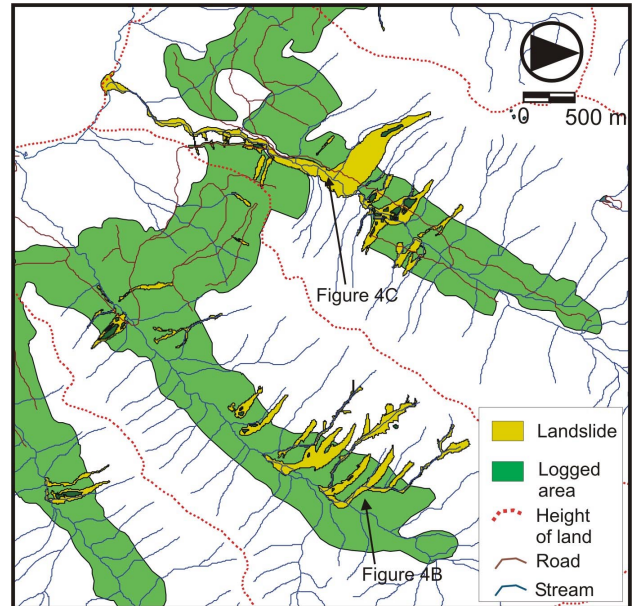 0 500 m
Figure 4C
Landslide
Logged
area
Height
of land
Road
Stream
Figure 4B